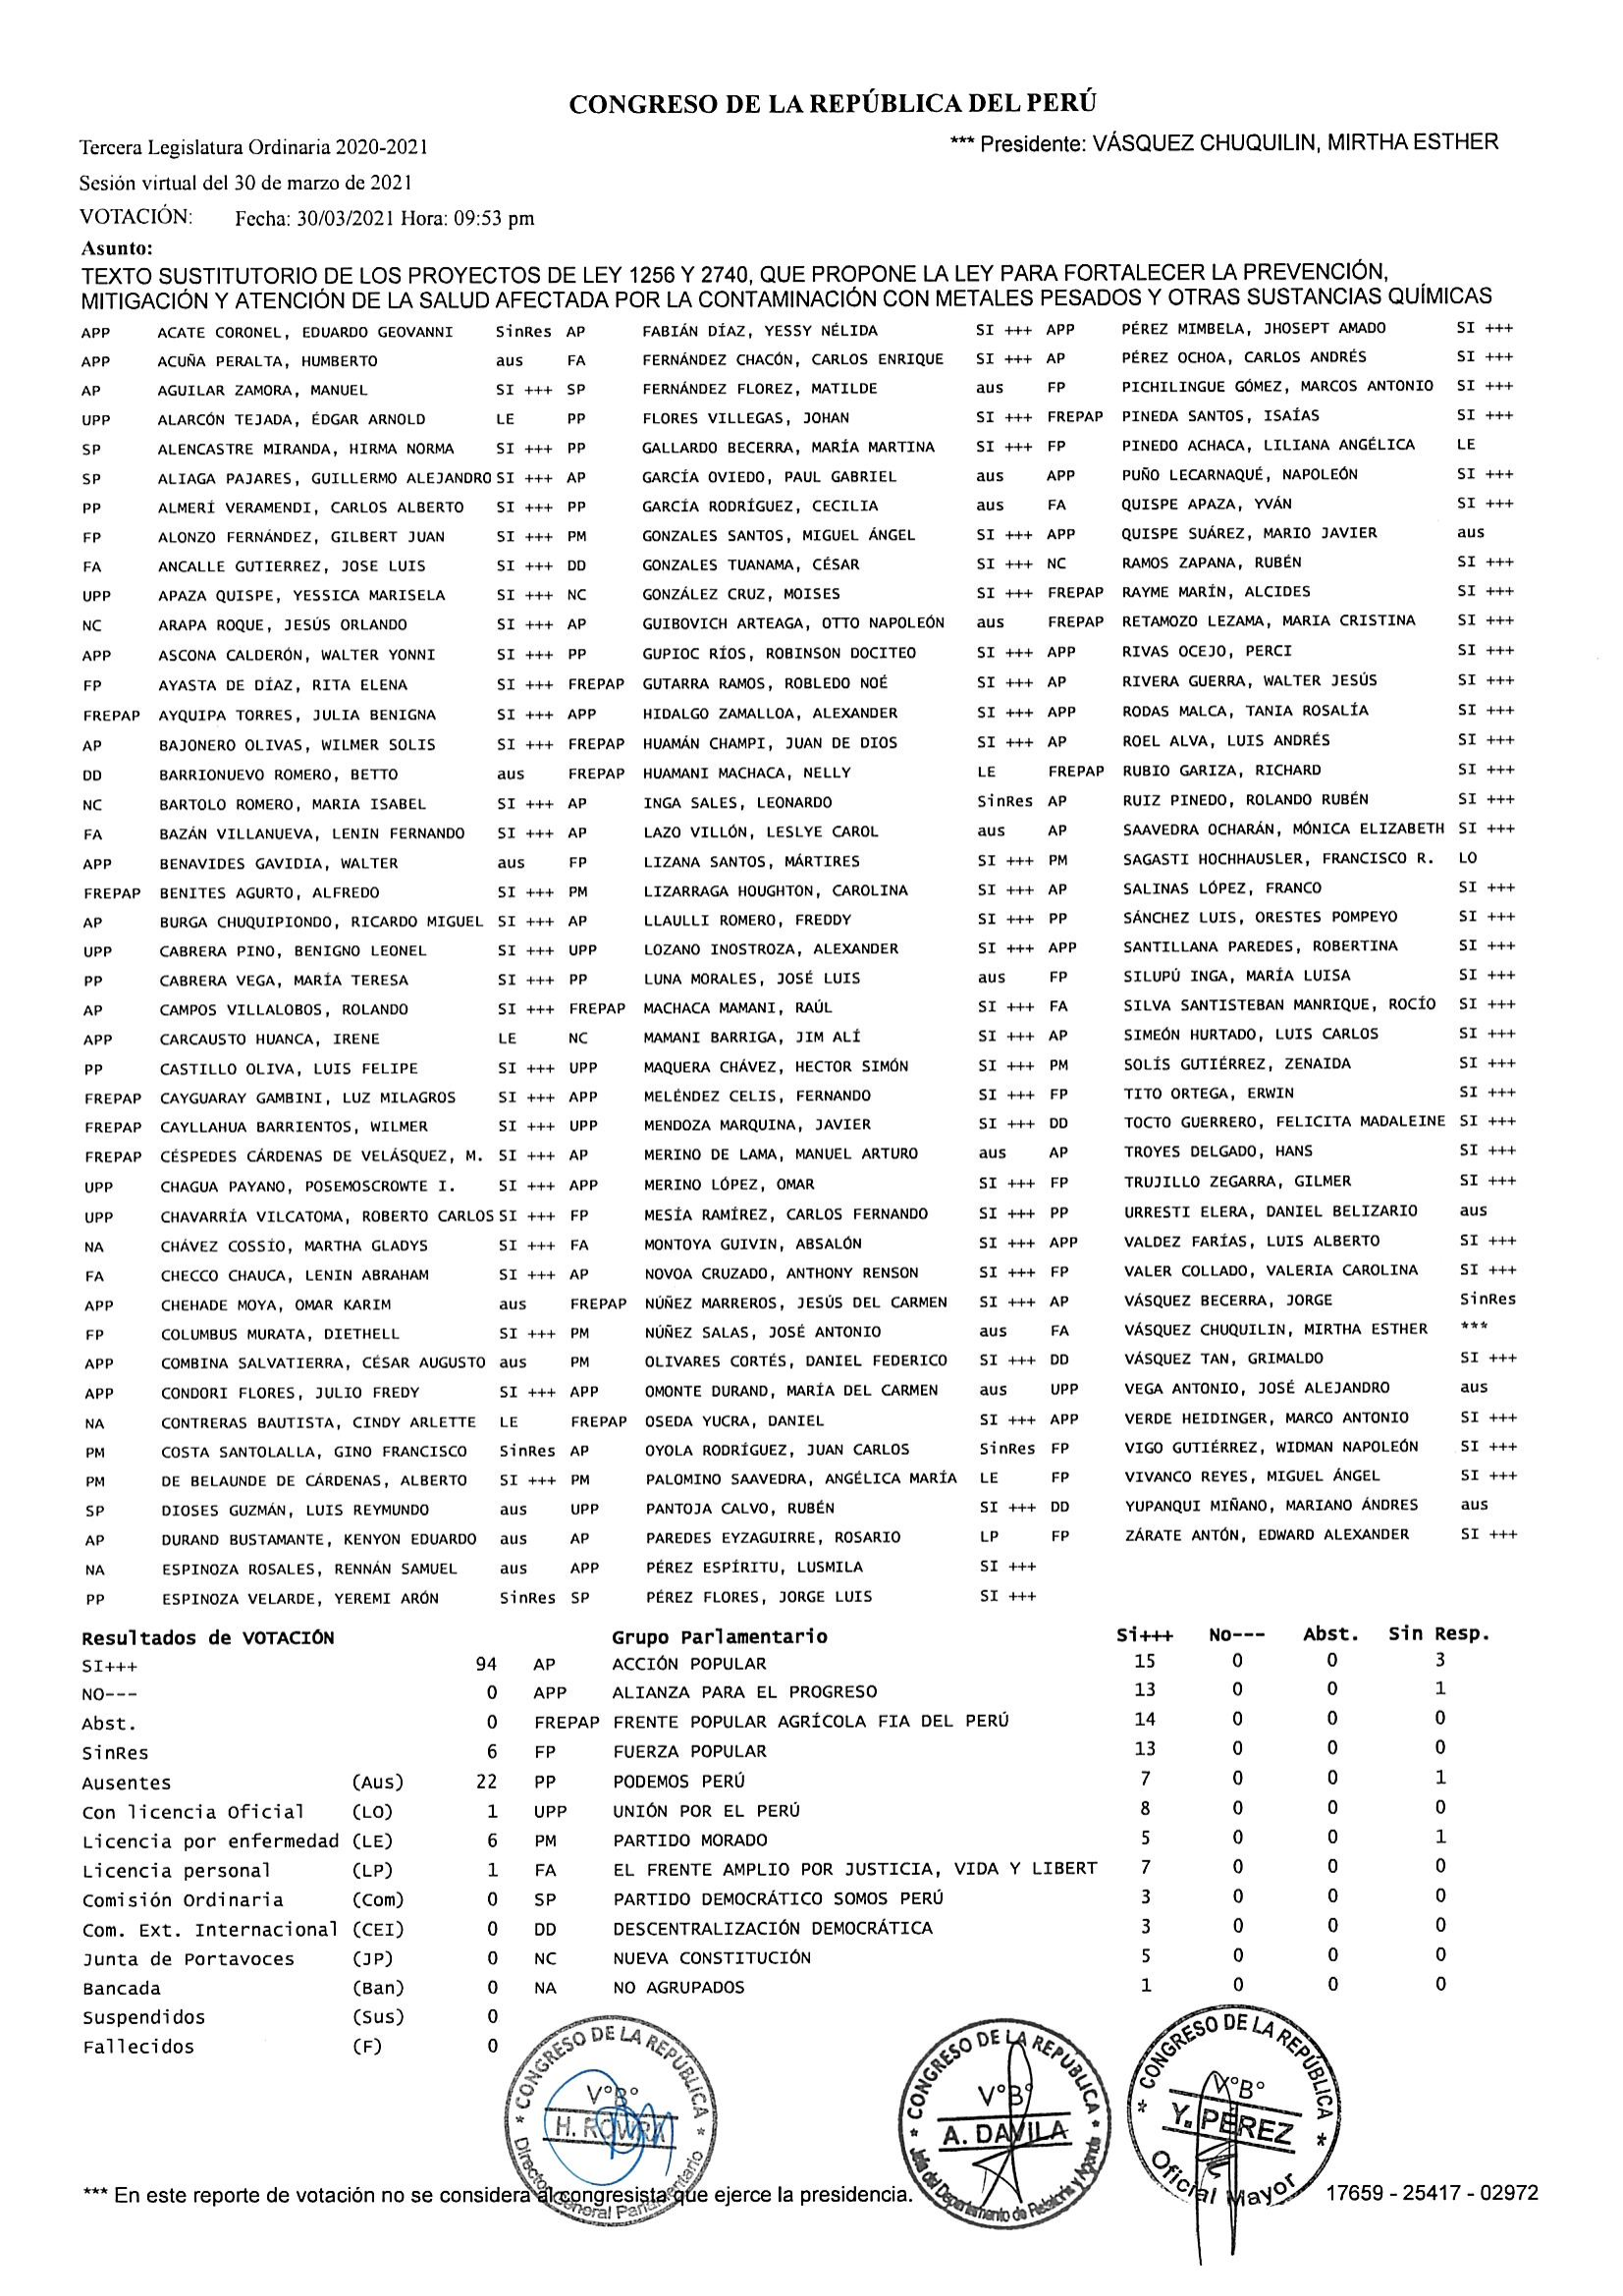 CONGRESO DE LA REPÚBLICA DEL PERÚ
Tercera Legislatura Ordinaria 2020-2021 *** Presidente: VÁSQUEZ CHUQUILIN, MIRTHA ESTHER
Sesión virtual del 30 de marzo de 2021
VOTACIÓN: Fecha: 30/03/2021 Hora: 09:53 pm
Asunto:
TEXTO SUSTITUTORIO DE LOS PROYECTOS DE LEY 1256 Y 2740, QUE PROPONE LA LEY PARA FORTALECER LA PREVENCIÓN,
MITIGACIÓN Y ATENCIÓN DE LA SALUD AFECTADA POR LA CONTAMINACIÓN CON METALES PESADOS Y OTRAS SUSTANCIAS QUÍMICAS
APP ACATE CORONEL, EDUARDO GEOVANNI SinRes AP FABIÁN DÍAZ, YESSY NÉLIDA SI +++ APP PÉREZ MIMBELA, JHOSEPT AMADO SI +++
APP ACUÑA PERALTA, HUMBERTO aus FA FERNÁNDEZ CHACÓN, CARLOS ENRIQUE SI +++ AP PÉREZ OCHOA, CARLOS ANDRÉS SI +++
AP AGUILAR ZAMORA, MANUEL SI +++ SP FERNÁNDEZ FLOREZ, MATILDE aus FP PICHILINGUE GÓMEZ, MARCOS ANTONIO SI +++
UPP ALARCÓN TEJADA, ÉDGAR ARNOLD LE PP FLORES VILLEGAS, JOHAN SI +++ FREPAP PINEDA SANTOS, ISAÍAS SI +++
SP ALENCASTRE MIRANDA, HIRMA NORMA SI +++ PP GALLARDO BECERRA, MARÍA MARTINA SI +++ FP PINEDO ACHACA, LILIANA ANGÉLICA LE
SP ALIAGA PAJARES, GUILLERMO ALEJANDRO SI +++ AP GARCÍA OVIEDO, PAUL GABRIEL aus APP PUÑO LECARNAQUÉ, NAPOLEÓN SI +++
PP ALMERÍ VERAMENDI, CARLOS ALBERTO SI +++ PP GARCÍA RODRÍGUEZ, CECILIA aus FA QUISPE APAZA, YVÁN SI +++
FP ALONZO FERNÁNDEZ, GILBERT JUAN SI +++ PM GONZALES SANTOS, MIGUEL ÁNGEL SI +++ APP QUISPE SUÁREZ, MARIO JAVIER aus
FA ANCALLE GUTIERREZ, JOSE LUIS SI +++ DD GONZALES TUANAMA, CÉSAR SI +++ NC RAMOS ZAPANA, RUBÉN SI +++
UPP APAZA QUISPE, YESSICA MARISELA SI +++ NC GONZÁLEZ CRUZ, MOISES SI +++ FREPAP RAYME MARÍN, ALCIDES SI +++
NC ARAPA ROQUE, JESÚS ORLANDO SI +++ AP GUIBOVICH ARTEAGA, OTTO NAPOLEÓN aus FREPAP RETAMOZO LEZAMA, MARIA CRISTINA SI +++
APP ASCONA CALDERÓN, WALTER YONNI SI +++ PP GUPIOC RÍOS, ROBINSON DOCITEO SI +++ APP RIVAS OCEJO, PERCI SI +++
FP AYASTA DE DÍAZ, RITA ELENA SI +++ FREPAP GUTARRA RAMOS, ROBLEDO NOÉ SI +++ AP RIVERA GUERRA, WALTER JESÚS SI +++
FREPAP AYQUIPA TORRES, JULIA BENIGNA SI +++ APP HIDALGO ZAMALLOA, ALEXANDER SI +++ APP RODAS MALCA, TANIA ROSALÍA SI +++
AP BAJONERO OLIVAS, WILMER SOLIS SI +++ FREPAP HUAMÁN CHAMPI, JUAN DE DIOS SI +++ AP ROEL ALVA, LUIS ANDRÉS SI +++
DD BARRIONUEVO ROMERO, BETTO aus FREPAP HUAMANI MACHACA, NELLY LE FREPAP RUBIO GARIZA, RICHARD SI +++
NC BARTOLO ROMERO, MARIA ISABEL SI +++ AP INGA SALES, LEONARDO SinRes AP RUIZ PINEDO, ROLANDO RUBÉN SI +++
FA BAZÁN VILLANUEVA, LENIN FERNANDO SI +++ AP LAZO VILLÓN, LESLYE CAROL aus AP SAAVEDRA OCHARÁN, MÓNICA ELIZABETH SI +++
APP BENAVIDES GAVIDIA, WALTER aus FP LIZANA SANTOS, MÁRTIRES SI +++ PM SAGASTI HOCHHAUSLER, FRANCISCO R. LO
FREPAP BENITES AGURTO, ALFREDO SI +++ PM LIZARRAGA HOUGHTON, CAROLINA SI +++ AP SALINAS LÓPEZ, FRANCO SI +++
AP BURGA CHUQUIPIONDO, RICARDO MIGUEL SI +++ AP LLAULLI ROMERO, FREDDY SI +++ PP SÁNCHEZ LUIS, ORESTES POMPEYO SI +++
UPP CABRERA PINO, BENIGNO LEONEL SI +++ UPP LOZANO INOSTROZA, ALEXANDER SI +++ APP SANTILLANA PAREDES, ROBERTINA SI +++
PP CABRERA VEGA, MARÍA TERESA SI +++ PP LUNA MORALES, JOSÉ LUIS aus FP SILUPÚ INGA, MARÍA LUISA SI +++
AP CAMPOS VILLALOBOS, ROLANDO SI +++ FREPAP MACHACA MAMANI, RAÚL SI +++ FA SILVA SANTISTEBAN MANRIQUE, ROCÍO SI +++
APP CARCAUSTO HUANCA, IRENE LE NC MAMANI BARRIGA, JIM ALÍ SI +++ AP SIMEÓN HURTADO, LUIS CARLOS SI +++
PP CASTILLO OLIVA, LUIS FELIPE SI +++ UPP MAQUERA CHÁVEZ, HECTOR SIMÓN SI +++ PM SOLÍS GUTIÉRREZ, ZENAIDA SI +++
FREPAP CAYGUARAY GAMBINI, LUZ MILAGROS SI +++ APP MELÉNDEZ CELIS, FERNANDO SI +++ FP TITO ORTEGA, ERWIN SI +++
FREPAP CAYLLAHUA BARRIENTOS, WILMER SI +++ UPP MENDOZA MARQUINA, JAVIER SI +++ DD TOCTO GUERRERO, FELICITA MADALEINE SI +++
FREPAP CÉSPEDES CÁRDENAS DE VELÁSQUEZ, M. SI +++ AP MERINO DE LAMA, MANUEL ARTURO aus AP TROYES DELGADO, HANS SI +++
UPP CHAGUA PAYANO, POSEMOSCROWTE I. SI +++ APP MERINO LÓPEZ, OMAR SI +++ FP TRUJILLO ZEGARRA, GILMER SI +++
UPP CHAVARRÍA VILCATOMA, ROBERTO CARLOS SI +++ FP MESÍA RAMÍREZ, CARLOS FERNANDO SI +++ PP URRESTI ELERA, DANIEL BELIZARIO aus
NA CHÁVEZ COSSÍO, MARTHA GLADYS SI +++ FA MONTOYA GUIVIN, ABSALÓN SI +++ APP VALDEZ FARÍAS, LUIS ALBERTO SI +++
FA CHECCO CHAUCA, LENIN ABRAHAM SI +++ AP NOVOA CRUZADO, ANTHONY RENSON SI +++ FP VALER COLLADO, VALERIA CAROLINA SI +++
APP CHEHADE MOYA, OMAR KARIM aus FREPAP NÚÑEZ MARREROS, JESÚS DEL CARMEN SI +++ AP VÁSQUEZ BECERRA, JORGE SinRes
FP COLUMBUS MURATA, DIETHELL SI +++ PM NÚÑEZ SALAS, JOSÉ ANTONIO aus FA VÁSQUEZ CHUQUILIN, MIRTHA ESTHER ***
APP COMBINA SALVATIERRA, CÉSAR AUGUSTO aus PM OLIVARES CORTÉS, DANIEL FEDERICO SI +++ DD VÁSQUEZ TAN, GRIMALDO SI +++
APP CONDORI FLORES, JULIO FREDY SI +++ APP OMONTE DURAND, MARÍA DEL CARMEN aus UPP VEGA ANTONIO, JOSÉ ALEJANDRO aus
NA CONTRERAS BAUTISTA, CINDY ARLETTE LE FREPAP OSEDA YUCRA, DANIEL SI +++ APP VERDE HEIDINGER, MARCO ANTONIO SI +++
PM COSTA SANTOLALLA, GINO FRANCISCO SinRes AP OYOLA RODRÍGUEZ, JUAN CARLOS SinRes FP VIGO GUTIÉRREZ, WIDMAN NAPOLEÓN SI +++
PM DE BELAUNDE DE CÁRDENAS, ALBERTO SI +++ PM PALOMINO SAAVEDRA, ANGÉLICA MARÍA LE FP VIVANCO REYES, MIGUEL ÁNGEL SI +++
SP DIOSES GUZMÁN, LUIS REYMUNDO aus UPP PANTOJA CALVO, RUBÉN SI +++ DD YUPANQUI MIÑANO, MARIANO ÁNDRES aus
AP DURAND BUSTAMANTE, KENYON EDUARDO aus AP PAREDES EYZAGUIRRE, ROSARIO LP FP ZÁRATE ANTÓN, EDWARD ALEXANDER SI +++
NA ESPINOZA ROSALES, RENNÁN SAMUEL aus APP PÉREZ ESPÍRITU, LUSMILA SI +++
PP ESPINOZA VELARDE, YEREMI ARÓN SinRes SP PÉREZ FLORES, JORGE LUIS SI +++
Resultados de VOTACIÓN Grupo Parlamentario Si+++ No--- Abst. Sin Resp.
SI+++ 94 AP ACCIÓN POPULAR 15 0 0 3
NO--- 0 APP ALIANZA PARA EL PROGRESO 13 0 0 1
Abst. 0 FREPAP FRENTE POPULAR AGRÍCOLA FIA DEL PERÚ 14 0 0 0
SinRes 6 FP FUERZA POPULAR 13 0 0 0
Ausentes (Aus) 22 PP PODEMOS PERÚ 7 0 0 1
Con licencia Oficial (LO) 1 UPP UNIÓN POR EL PERÚ 8 0 0 0
Licencia por enfermedad (LE) 6 PM PARTIDO MORADO 5 0 0 1
Licencia personal (LP) 1 FA EL FRENTE AMPLIO POR JUSTICIA, VIDA Y LIBERT 7 0 0 0
Comisión Ordinaria (Com) 0 SP PARTIDO DEMOCRÁTICO SOMOS PERÚ 3 0 0 0
Com. Ext. Internacional (CEI) 0 DD DESCENTRALIZACIÓN DEMOCRÁTICA 3 0 0 0
Junta de Portavoces (JP) 0 NC NUEVA CONSTITUCIÓN 5 0 0 0
Bancada (Ban) 0 NA NO AGRUPADOS 1 0 0 0
Suspendidos (Sus) 0
Fallecidos (F) 0
* CONGRESO DE LA REPÚBLICA *
V°B°
H.
Director General Parlamentario
* CONGRESO DE LA REPÚBLICA *
V°B°
A. DAVILA
Jefa del Departamento de Relatoría y Agenda
* CONGRESO DE LA REPÚBLICA *
V°B°
Y. PEREZ
Oficial Mayor
*** En este reporte de votación no se considera al congresista que ejerce la presidencia. 17659 - 25417 - 02972